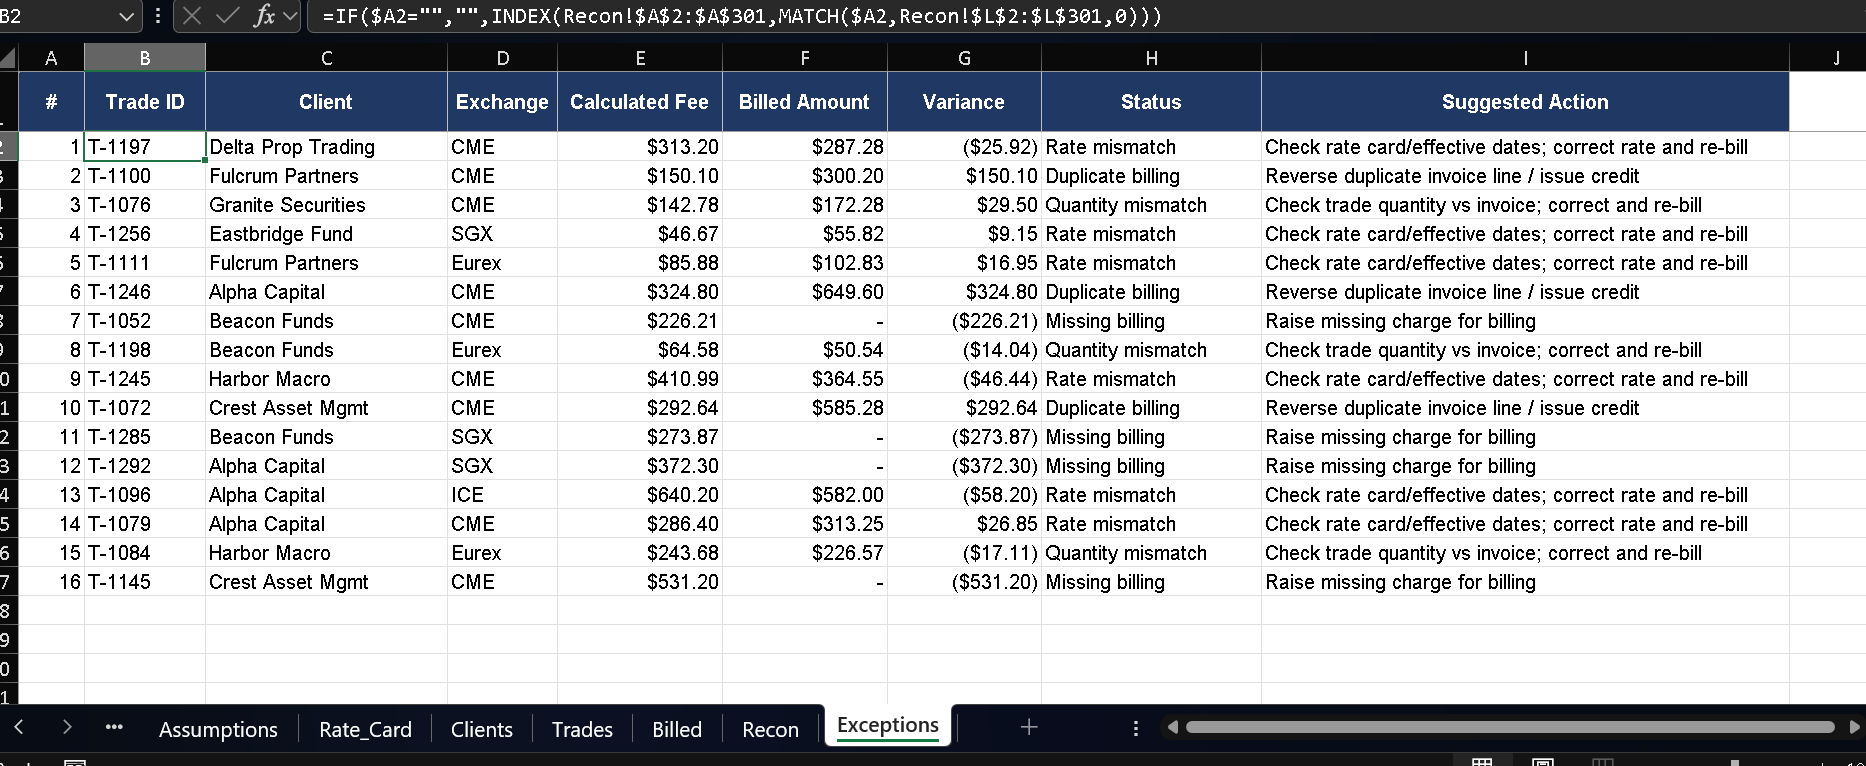 B2 fx =IF($A2="","",INDEX(Recon!$A$2:$A$301,MATCH($A2,Recon!$L$2:$L$301,0)))
A B C D E F G H I J
# Trade ID Client Exchange Calculated Fee Billed Amount Variance Status Suggested Action
1 T-1197 Delta Prop Trading CME $313.20 $287.28 ($25.92) Rate mismatch Check rate card/effective dates; correct rate and re-bill
2 T-1100 Fulcrum Partners CME $150.10 $300.20 $150.10 Duplicate billing Reverse duplicate invoice line / issue credit
3 T-1076 Granite Securities CME $142.78 $172.28 $29.50 Quantity mismatch Check trade quantity vs invoice; correct and re-bill
4 T-1256 Eastbridge Fund SGX $46.67 $55.82 $9.15 Rate mismatch Check rate card/effective dates; correct rate and re-bill
5 T-1111 Fulcrum Partners Eurex $85.88 $102.83 $16.95 Rate mismatch Check rate card/effective dates; correct rate and re-bill
6 T-1246 Alpha Capital CME $324.80 $649.60 $324.80 Duplicate billing Reverse duplicate invoice line / issue credit
7 T-1052 Beacon Funds CME $226.21 - ($226.21) Missing billing Raise missing charge for billing
8 T-1198 Beacon Funds Eurex $64.58 $50.54 ($14.04) Quantity mismatch Check trade quantity vs invoice; correct and re-bill
9 T-1245 Harbor Macro CME $410.99 $364.55 ($46.44) Rate mismatch Check rate card/effective dates; correct rate and re-bill
10 T-1072 Crest Asset Mgmt CME $292.64 $585.28 $292.64 Duplicate billing Reverse duplicate invoice line / issue credit
11 T-1285 Beacon Funds SGX $273.87 - ($273.87) Missing billing Raise missing charge for billing
12 T-1292 Alpha Capital SGX $372.30 - ($372.30) Missing billing Raise missing charge for billing
13 T-1096 Alpha Capital ICE $640.20 $582.00 ($58.20) Rate mismatch Check rate card/effective dates; correct rate and re-bill
14 T-1079 Alpha Capital CME $286.40 $313.25 $26.85 Rate mismatch Check rate card/effective dates; correct rate and re-bill
15 T-1084 Harbor Macro Eurex $243.68 $226.57 ($17.11) Quantity mismatch Check trade quantity vs invoice; correct and re-bill
16 T-1145 Crest Asset Mgmt CME $531.20 - ($531.20) Missing billing Raise missing charge for billing
Assumptions Rate_Card Clients Trades Billed Recon Exceptions